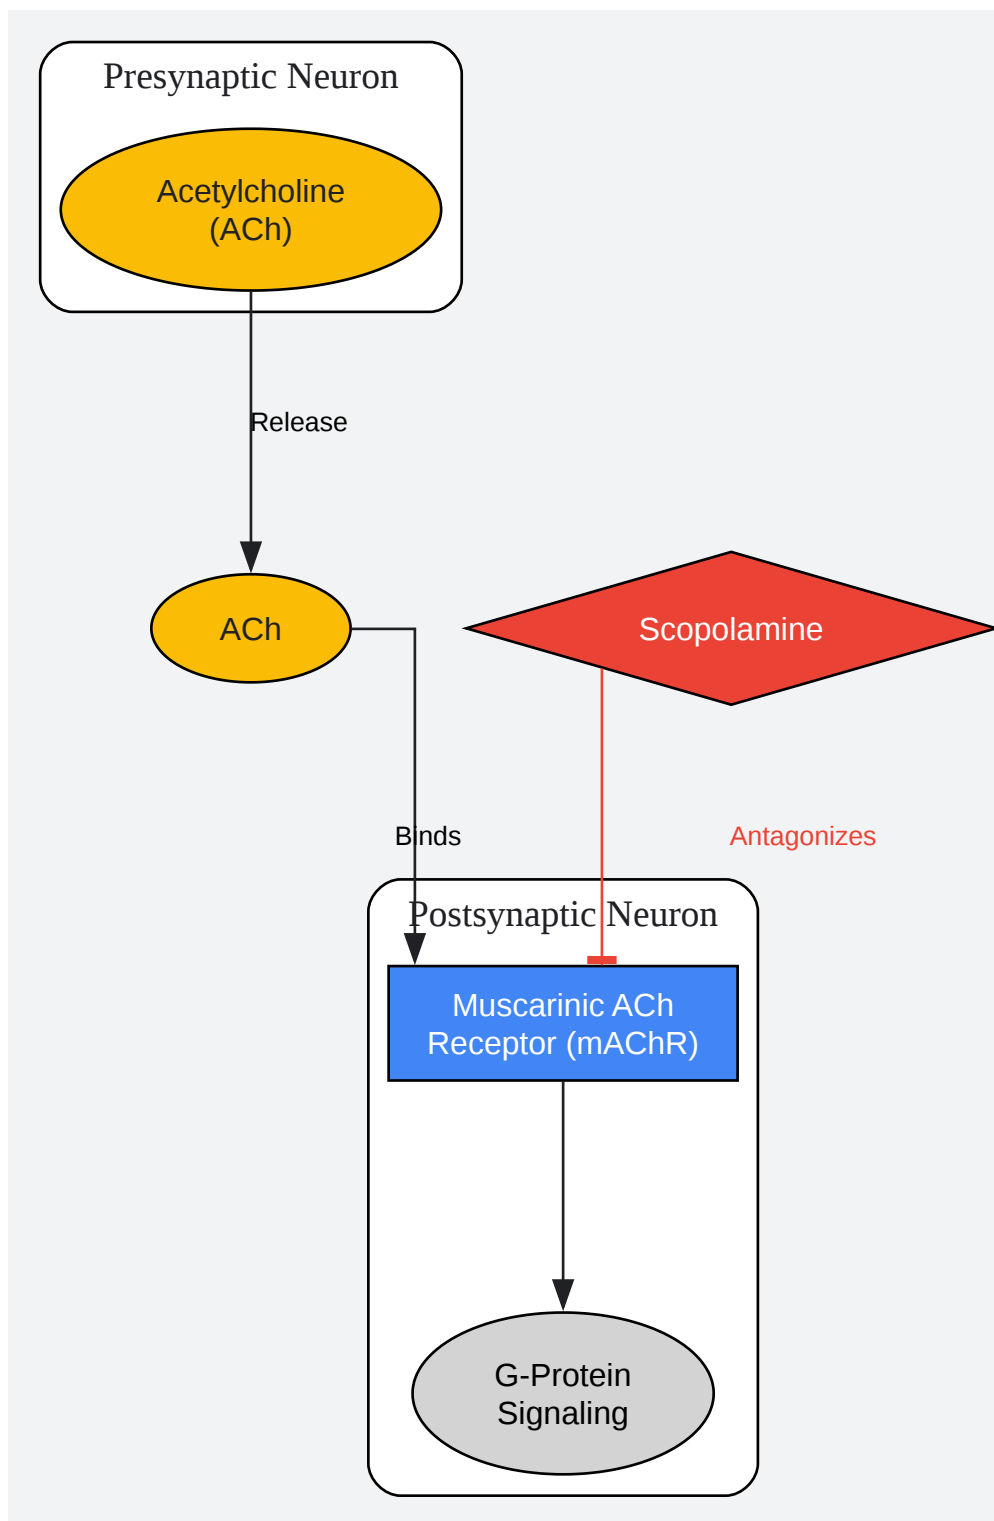 Presynaptic Neuron
Acetylcholine
(ACh)
Release
ACh
Scopolamine
Binds
Antagonizes
Postsynaptic Neuron
Muscarinic ACh
Receptor (mAChR)
G-Protein
Signaling